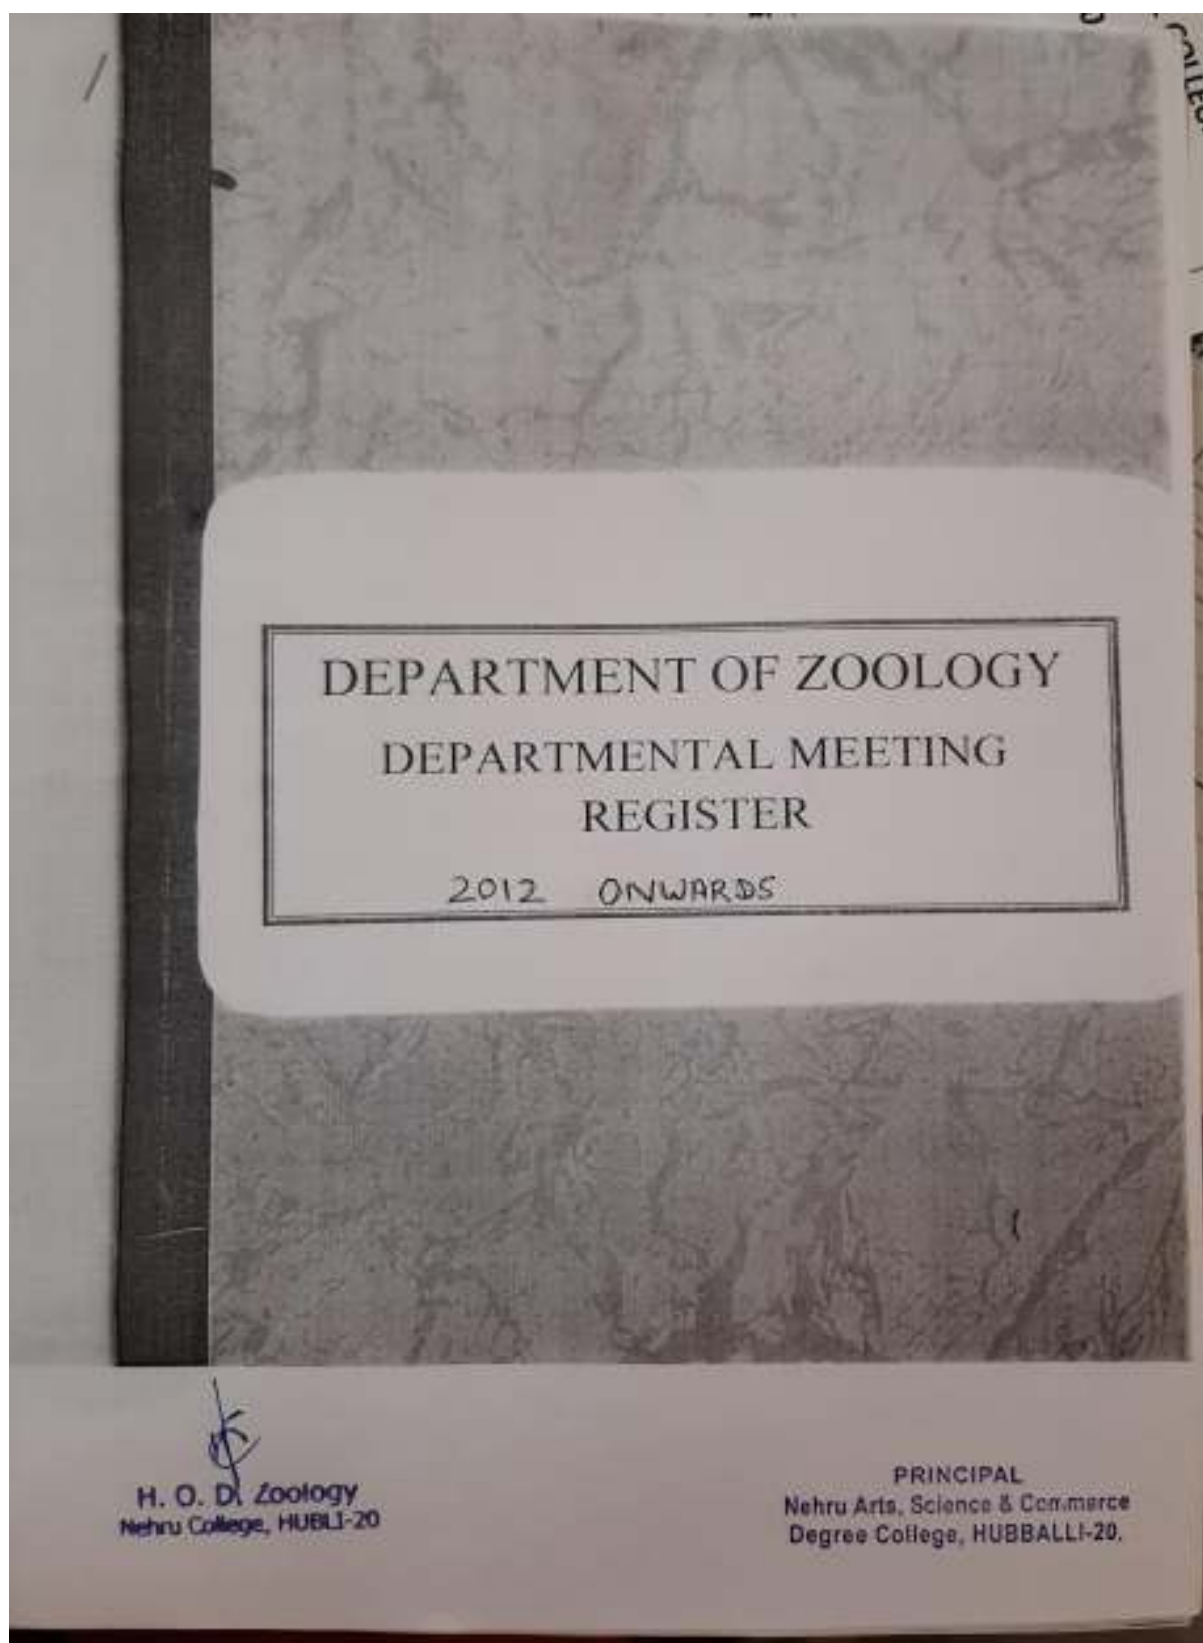 DEPARTMENT OF ZOOLOGY
DEPARTMENTAL MEETING
REGISTER
2012 ONWARDS
H. O. D. Zoology
Nehru College, HUBLI-20
PRINCIPAL
Nehru Arts, Science & Commerce
Degree College, HUBBALLI-20.